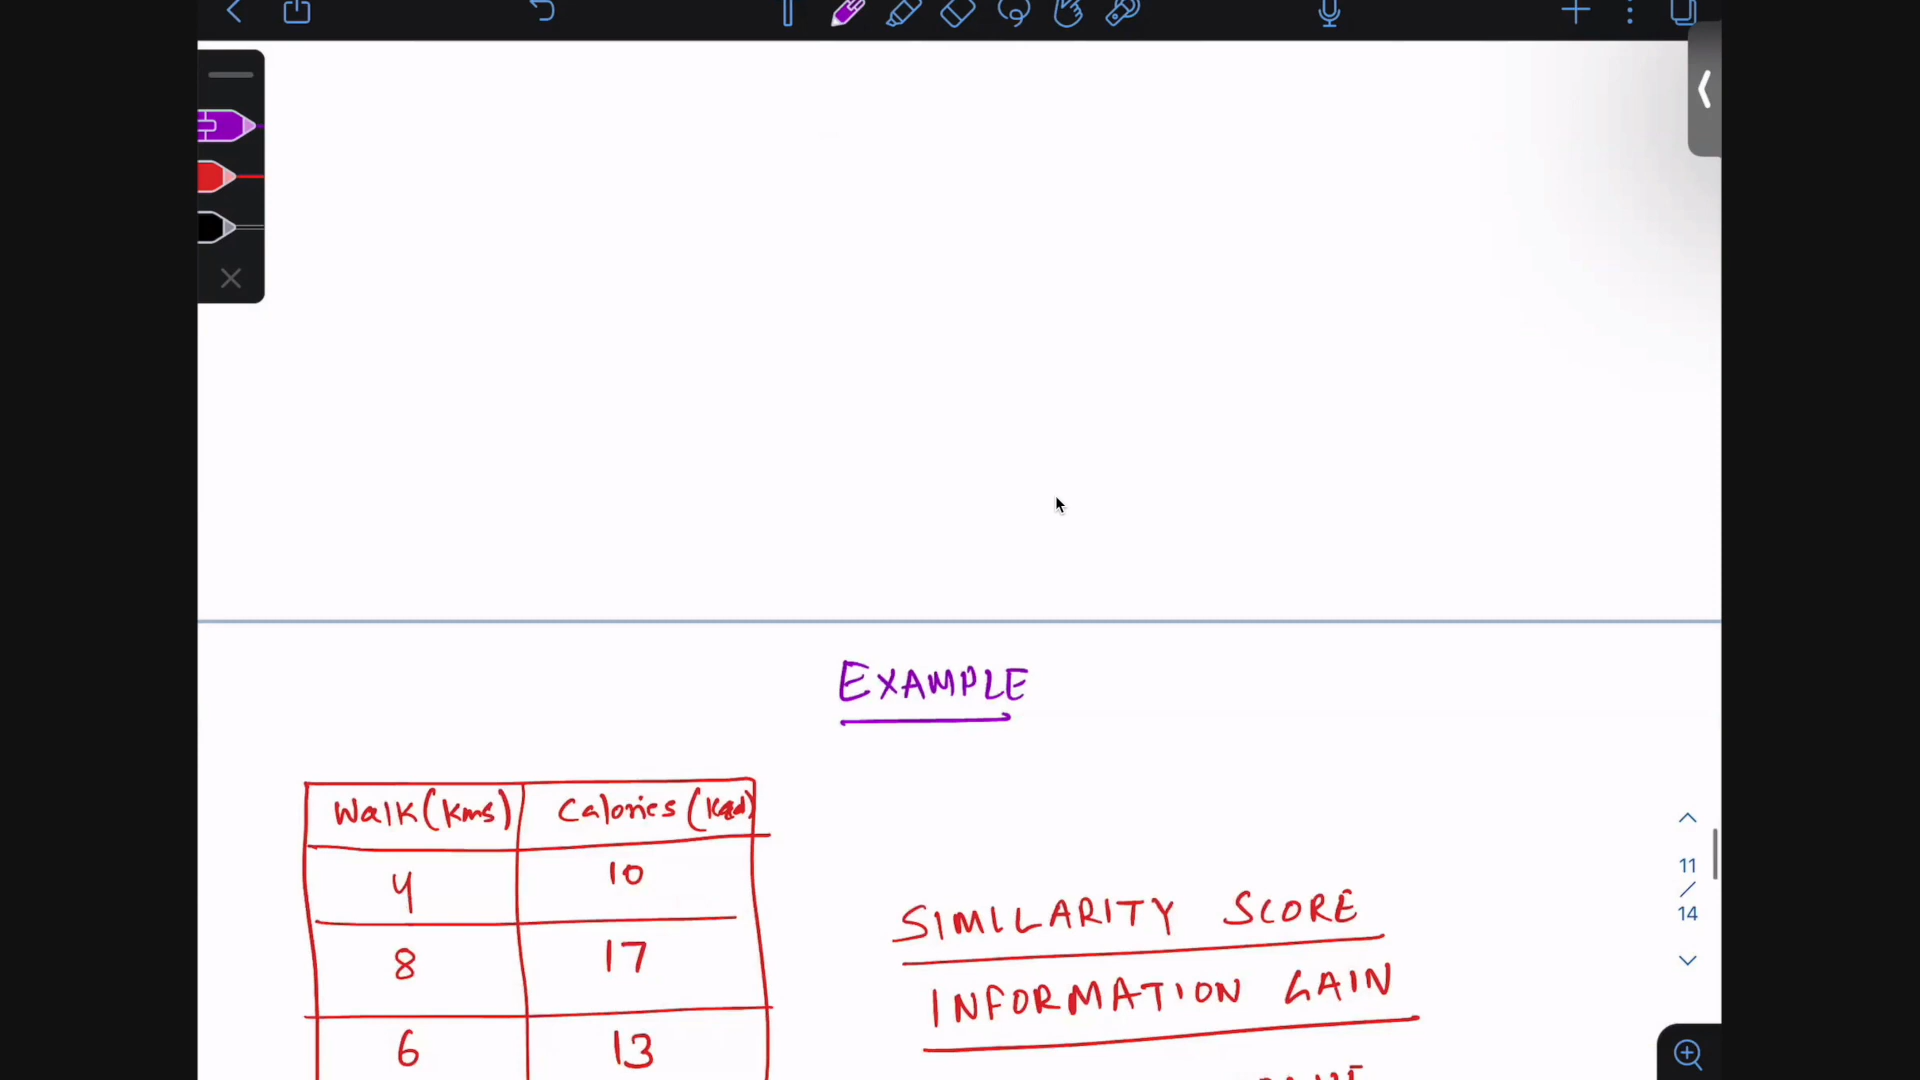 EXAMPLE
Walk (Kms) Calories (Kcal)
4 10
8 17
6 13
SIMILARITY SCORE
INFORMATION GAIN
11
/
14